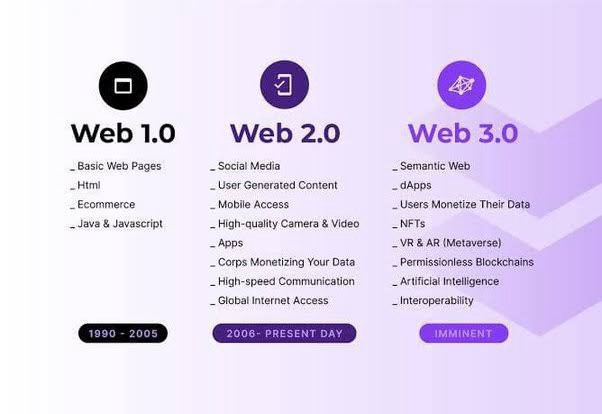 Web 1.0
_ Basic Web Pages
_ Html
_ Ecommerce
_ Java & Javascript
1990 - 2005
Web 2.0
_ Social Media
_ User Generated Content
_ Mobile Access
_ High-quality Camera & Video
_ Apps
_ Corps Monetizing Your Data
_ High-speed Communication
_ Global Internet Access
2006- PRESENT DAY
Web 3.0
_ Semantic Web
_ dApps
_ Users Monetize Their Data
_ NFTs
_ VR & AR (Metaverse)
_ Permissionless Blockchains
_ Artificial Intelligence
_ Interoperability
IMMINENT